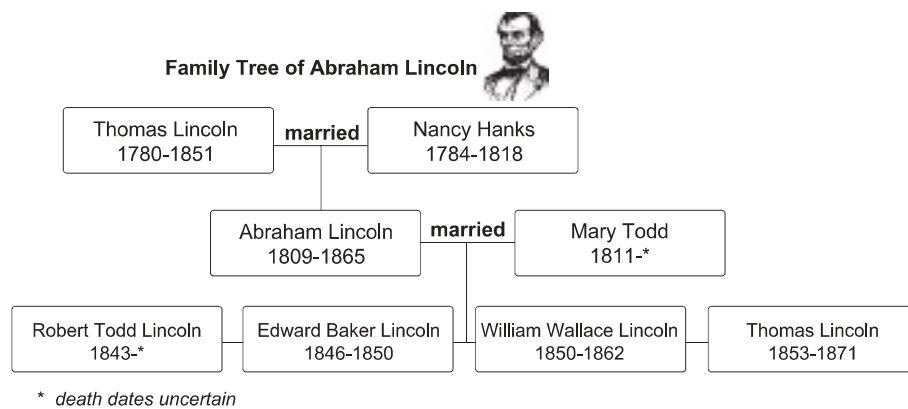 Family Tree of Abraham Lincoln
Thomas Lincoln
1780-1851
married
Nancy Hanks
1784-1818
Abraham Lincoln
1809-1865
married
Mary Todd
1811-*
Robert Todd Lincoln
1843-*
Edward Baker Lincoln
1846-1850
William Wallace Lincoln
1850-1862
Thomas Lincoln
1853-1871
* death dates uncertain